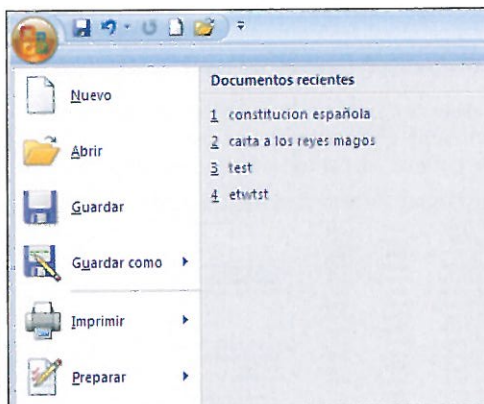 Nuevo
Abrir
Guardar
Guardar como
Imprimir
Preparar
Documentos recientes
1 constitucion española
2 carta a los reyes magos
3 test
4 etwtst